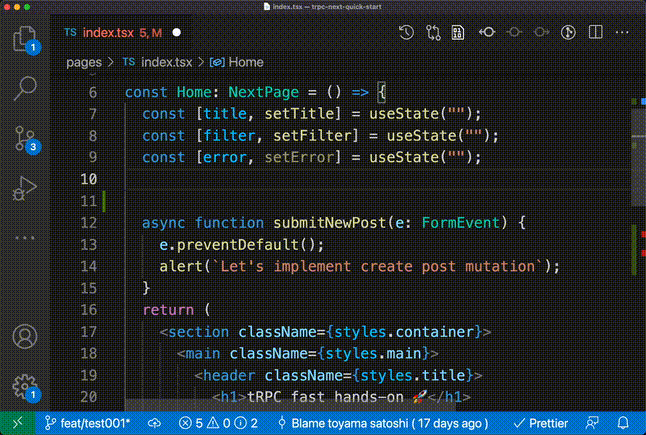 index.tsx — trpc-next-quick-start
TS index.tsx 5, M
pages > TS index.tsx > Home
6 const Home: NextPage = () => {
7 const [title, setTitle] = useState("");
8 const [filter, setFilter] = useState("");
9 const [error, setError] = useState("");
10
11
12 async function submitNewPost(e: FormEvent) {
13 e.preventDefault();
14 alert(`Let's implement create post mutation`);
15 }
16 return (
17 <section className={styles.container}>
18 <main className={styles.main}>
19 <header className={styles.title}>
20 <h1>tRPC fast hands-on 🚀</h1>
1
3
1
feat/test001* 5 0 2 Blame toyama satoshi ( 17 days ago ) Prettier